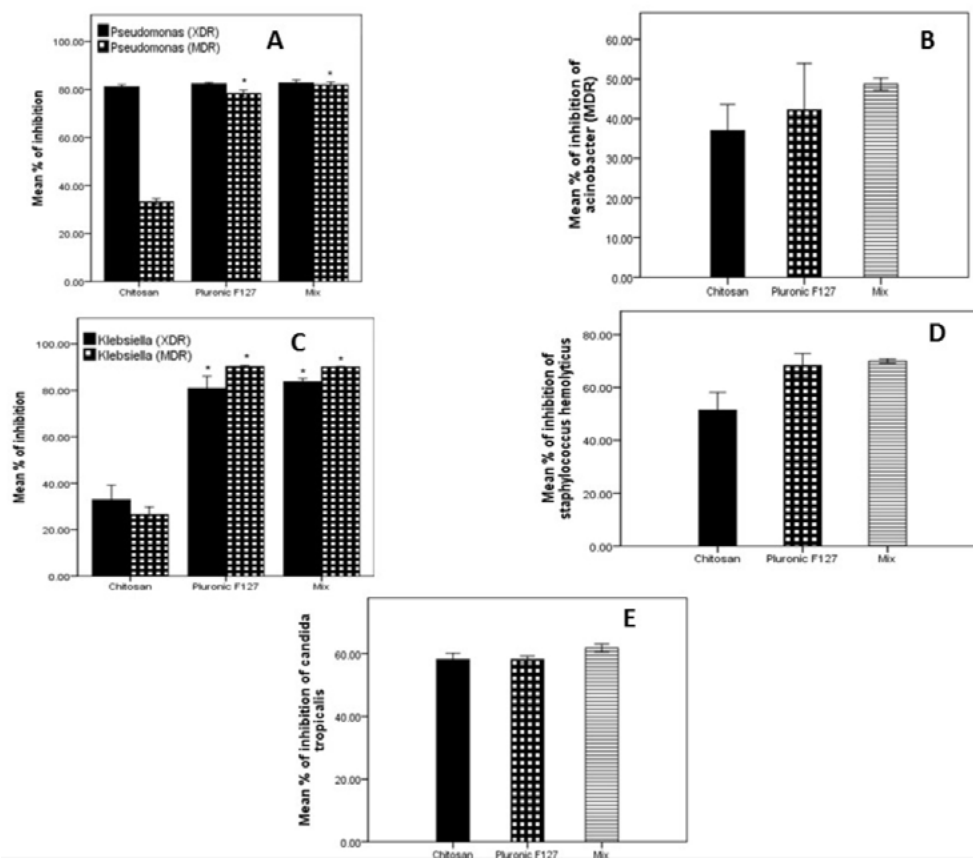 A
Pseudomonas (XDR)
Pseudomonas (MDR)
Mean % of inhibition
100.00
80.00
60.00
40.00
20.00
0.00
*
*
Chitosan
Pluronic F127
Mix
B
Mean % of inhibition of
acinobacter (MDR)
60.00
50.00
40.00
30.00
20.00
10.00
0.00
Chitosan
Pluronic F127
Mix
C
Klebsiella (XDR)
Klebsiella (MDR)
Mean % of inhibition
100.00
80.00
60.00
40.00
20.00
0.00
*
*
*
*
Chitosan
Pluronic F127
Mix
D
Mean % of inhibition of
staphylococcus hemolyticus
80.00
60.00
40.00
20.00
0.00
Chitosan
Pluronic F127
Mix
E
Mean % of inhibition of candida
tropicalis
60.00
40.00
20.00
0.00
Chitosan
Pluronic F127
Mix